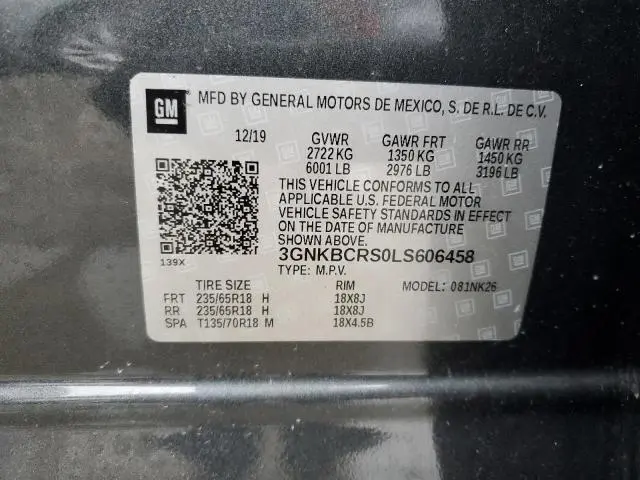 GM
MFD BY GENERAL MOTORS DE MEXICO, S. DE R.L. DE C.V.
12/19 GVWR GAWR FRT GAWR RR
2722 KG 1350 KG 1450 KG
6001 LB 2976 LB 3196 LB
THIS VEHICLE CONFORMS TO ALL
APPLICABLE U.S. FEDERAL MOTOR
VEHICLE SAFETY STANDARDS IN EFFECT
ON THE DATE OF MANUFACTURE
SHOWN ABOVE.
139X
3GNKBCRS0LS606458
TYPE: M.P.V. MODEL: 081NK26
TIRE SIZE RIM
FRT 235/65R18 H 18X8J
RR 235/65R18 H 18X8J
SPA T135/70R18 M 18X4.5B